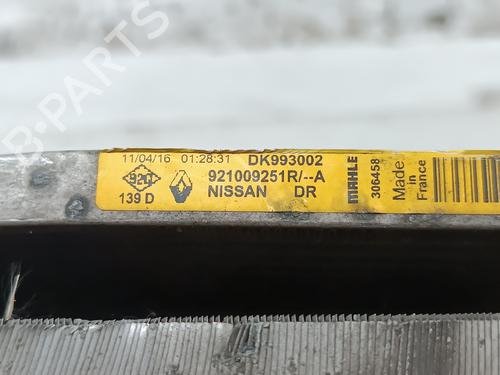 B-PARTS
11/04/16 01:28:31 DK993002
921009251R/--A
NISSAN DR
139 D
MAHLE
306458
Made
in
France